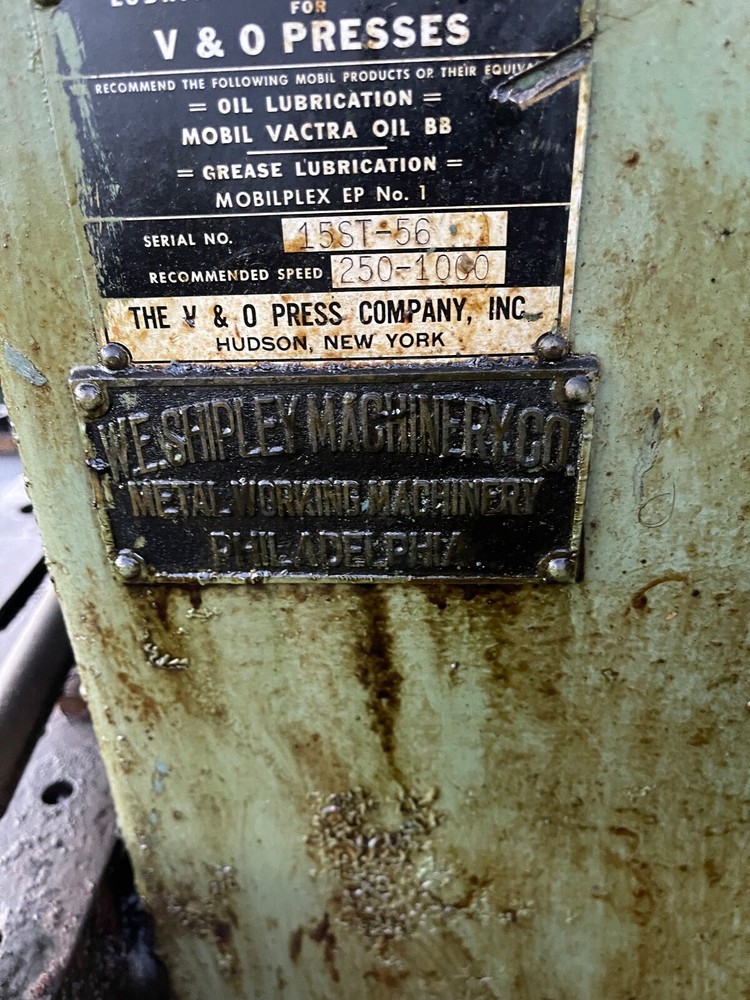 FOR
V & O PRESSES
RECOMMEND THE FOLLOWING MOBIL PRODUCTS OR THEIR
= OIL LUBRICATION =
MOBIL VACTRA OIL BB
= GREASE LUBRICATION =
MOBILPLEX EP No. 1
SERIAL NO. 15ST-56
RECOMMENDED SPEED 250-1000
THE V & O PRESS COMPANY, INC
HUDSON, NEW YORK
W.E. SHIPLEY MACHINERY CO.
METAL WORKING MACHINERY
PHILADELPHIA